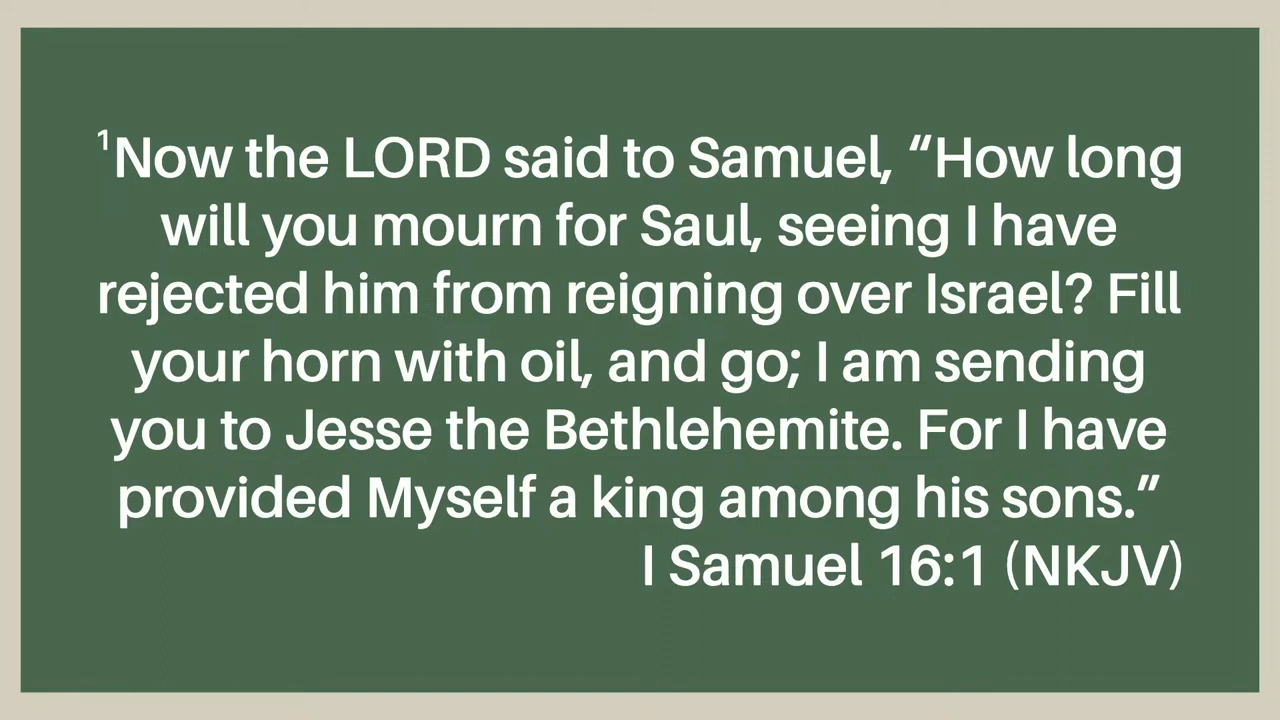 ¹Now the LORD said to Samuel, “How long
will you mourn for Saul, seeing I have
rejected him from reigning over Israel? Fill
your horn with oil, and go; I am sending
you to Jesse the Bethlehemite. For I have
provided Myself a king among his sons.”
I Samuel 16:1 (NKJV)